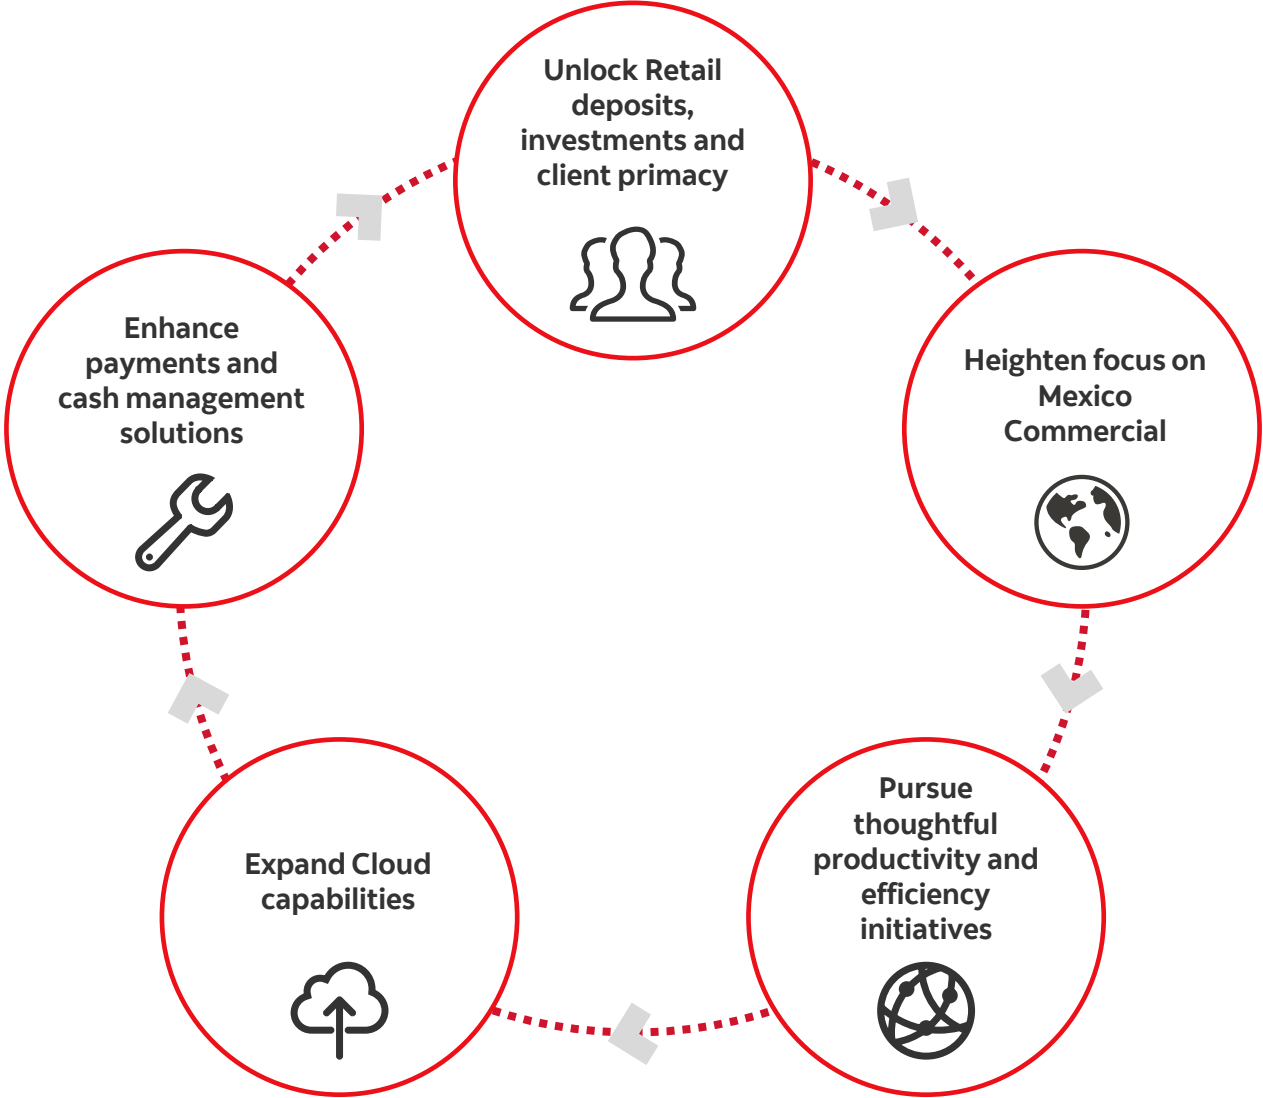 Unlock Retail
deposits,
investments and
client primacy
Heighten focus on
Mexico
Commercial
Pursue
thoughtful
productivity and
efficiency
initiatives
Expand Cloud
capabilities
Enhance
payments and
cash management
solutions